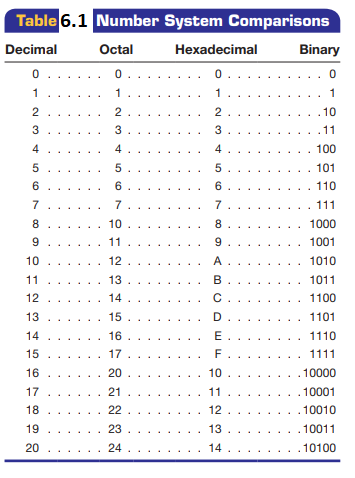 Table 6.1 Number System Comparisons
Decimal Octal Hexadecimal Binary
0 . . . . . . 0 . . . . . . . . 0 . . . . . . . . . . . 0
1 . . . . . . 1 . . . . . . . . 1 . . . . . . . . . . . 1
2 . . . . . . 2 . . . . . . . . 2 . . . . . . . . . . 10
3 . . . . . . 3 . . . . . . . . 3 . . . . . . . . . . 11
4 . . . . . . 4 . . . . . . . . 4 . . . . . . . . . 100
5 . . . . . . 5 . . . . . . . . 5 . . . . . . . . . 101
6 . . . . . . 6 . . . . . . . . 6 . . . . . . . . . 110
7 . . . . . . 7 . . . . . . . . 7 . . . . . . . . . 111
8 . . . . . . 10 . . . . . . . . 8 . . . . . . . . 1000
9 . . . . . . 11 . . . . . . . . 9 . . . . . . . . 1001
10 . . . . . . 12 . . . . . . . . A . . . . . . . . 1010
11 . . . . . . 13 . . . . . . . . B . . . . . . . . 1011
12 . . . . . . 14 . . . . . . . . C . . . . . . . . 1100
13 . . . . . . 15 . . . . . . . . D . . . . . . . . 1101
14 . . . . . . 16 . . . . . . . . E . . . . . . . . 1110
15 . . . . . . 17 . . . . . . . . F . . . . . . . . 1111
16 . . . . . . 20 . . . . . . . . 10 . . . . . . . . 10000
17 . . . . . . 21 . . . . . . . . 11 . . . . . . . . 10001
18 . . . . . . 22 . . . . . . . . 12 . . . . . . . . 10010
19 . . . . . . 23 . . . . . . . . 13 . . . . . . . . 10011
20 . . . . . . 24 . . . . . . . . 14 . . . . . . . . 10100